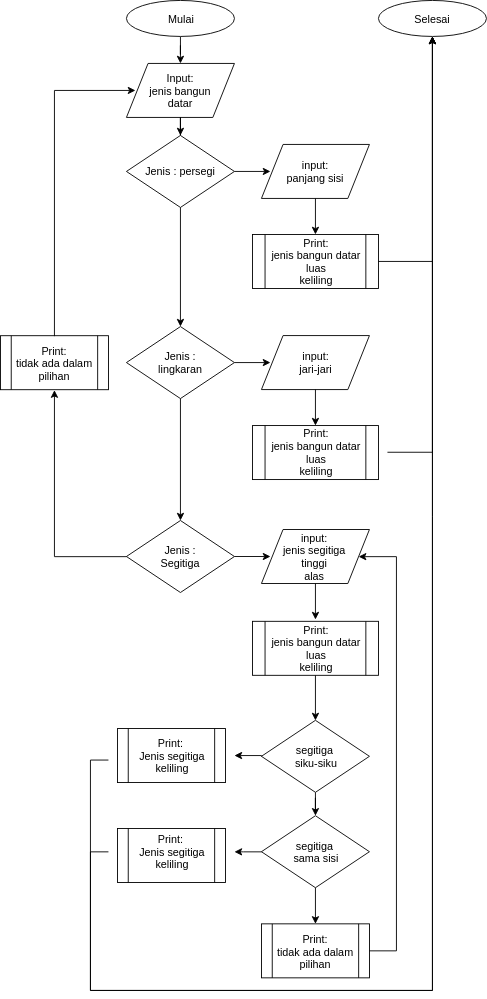 Mulai
Selesai
Input:
jenis bangun
datar
Jenis : persegi
input:
panjang sisi
Print:
jenis bangun datar
luas
keliling
Print:
tidak ada dalam
pilihan
Jenis :
lingkaran
input:
jari-jari
Print:
jenis bangun datar
luas
keliling
Jenis :
Segitiga
input:
jenis segitiga
tinggi
alas
Print:
jenis bangun datar
luas
keliling
segitiga
siku-siku
Print:
Jenis segitiga
keliling
segitiga
sama sisi
Print:
Jenis segitiga
keliling
Print:
tidak ada dalam
pilihan